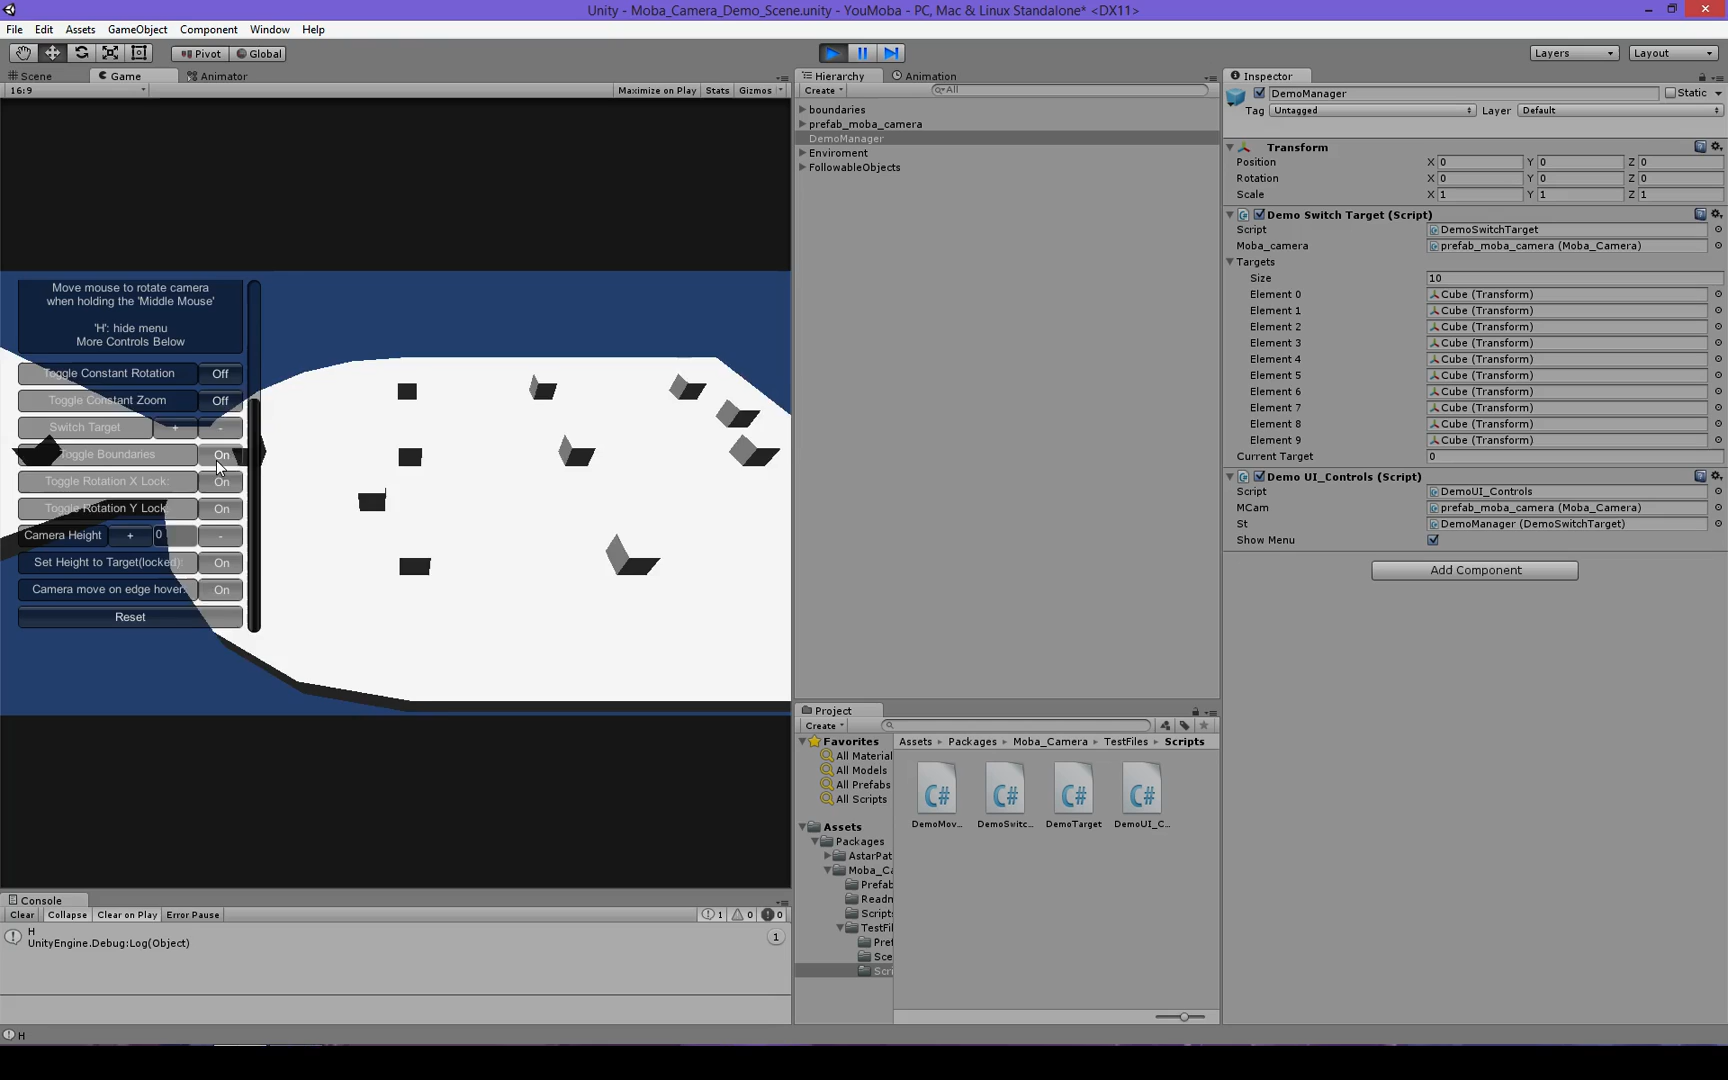 Unity - Moba_Camera_Demo_Scene.unity - YouMoba - PC, Mac & Linux Standalone* <DX11>
File Edit Assets GameObject Component Window Help
Pivot Global
Layers Layout
Scene Game Animator
16:9 Maximize on Play Stats Gizmos
Move mouse to rotate camera
when holding the 'Middle Mouse'
'H': hide menu
More Controls Below
Toggle Constant Rotation Off
Toggle Constant Zoom Off
Switch Target + -
Toggle Boundaries On
Toggle Rotation X Lock: On
Toggle Rotation Y Lock On
Camera Height + 0 -
Set Height to Target(locked): On
Camera move on edge hover: On
Reset
Console
Clear Collapse Clear on Play Error Pause 1 0 0
H
UnityEngine.Debug:Log(Object)
1
H
Hierarchy Animation
Create All
boundaries
prefab_moba_camera
DemoManager
Enviroment
FollowableObjects
Project
Create
Favorites
All Material
All Models
All Prefabs
All Scripts
Assets
Packages
AstarPat
Moba_Ca
Prefab
Readn
Scripts
TestFil
Pref
Sce
Scri
Assets Packages Moba_Camera TestFiles Scripts
DemoMov... DemoSwitc... DemoTarget DemoUI_C...
Inspector
DemoManager Static
Tag Untagged Layer Default
Transform
Position X 0 Y 0 Z 0
Rotation X 0 Y 0 Z 0
Scale X 1 Y 1 Z 1
Demo Switch Target (Script)
Script DemoSwitchTarget
Moba_camera prefab_moba_camera (Moba_Camera)
Targets
Size 10
Element 0 Cube (Transform)
Element 1 Cube (Transform)
Element 2 Cube (Transform)
Element 3 Cube (Transform)
Element 4 Cube (Transform)
Element 5 Cube (Transform)
Element 6 Cube (Transform)
Element 7 Cube (Transform)
Element 8 Cube (Transform)
Element 9 Cube (Transform)
Current Target 0
Demo UI_Controls (Script)
Script DemoUI_Controls
MCam prefab_moba_camera (Moba_Camera)
St DemoManager (DemoSwitchTarget)
Show Menu
Add Component